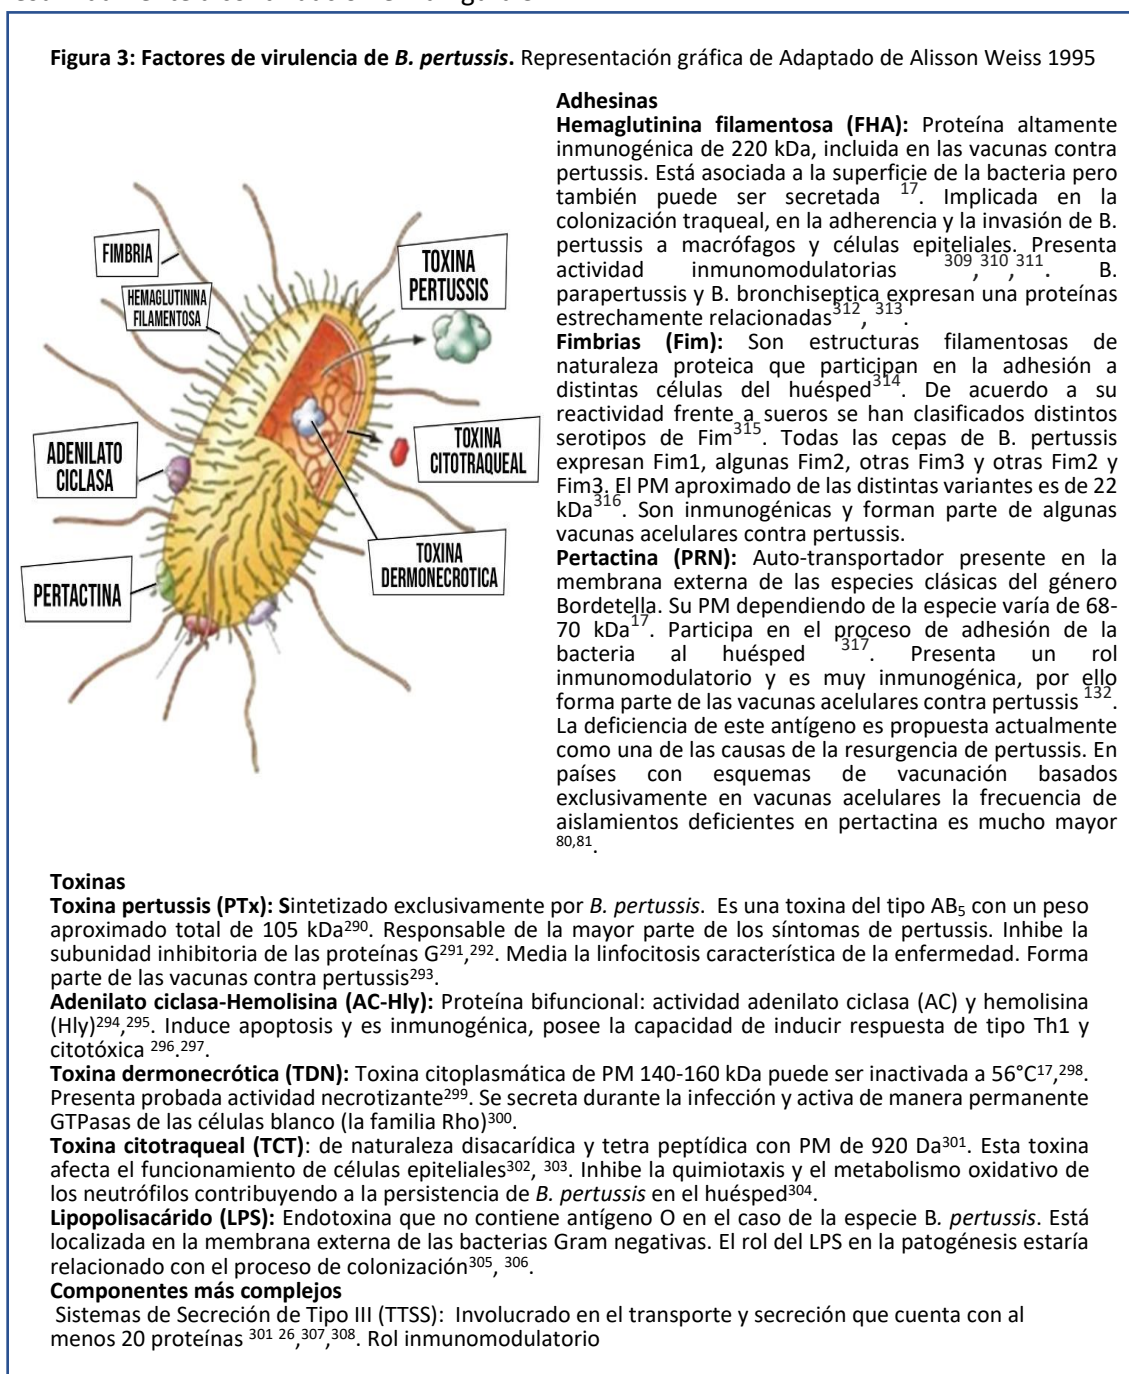 Figura 3: Factores de virulencia de B. pertussis. Representación gráfica de Adaptado de Alisson Weiss 1995
FIMBRIA
HEMAGLUTININA
FILAMENTOSA
TOXINA
PERTUSSIS
ADENILATO
CICLASA
TOXINA
CITOTRAQUEAL
TOXINA
DERMONECROTICA
PERTACTINA
Adhesinas
Hemaglutinina filamentosa (FHA): Proteína altamente
inmunogénica de 220 kDa, incluida en las vacunas contra
pertussis. Está asociada a la superficie de la bacteria pero
también puede ser secretada 17. Implicada en la
colonización traqueal, en la adherencia y la invasión de B.
pertussis a macrófagos y células epiteliales. Presenta
actividad inmunomodulatorias 309,310,311. B.
parapertussis y B. bronchiseptica expresan una proteínas
estrechamente relacionadas312, 313.
Fimbrias (Fim): Son estructuras filamentosas de
naturaleza proteica que participan en la adhesión a
distintas células del huésped314. De acuerdo a su
reactividad frente a sueros se han clasificados distintos
serotipos de Fim315. Todas las cepas de B. pertussis
expresan Fim1, algunas Fim2, otras Fim3 y otras Fim2 y
Fim3. El PM aproximado de las distintas variantes es de 22
kDa316. Son inmunogénicas y forman parte de algunas
vacunas acelulares contra pertussis.
Pertactina (PRN): Auto-transportador presente en la
membrana externa de las especies clásicas del género
Bordetella. Su PM dependiendo de la especie varía de 68-
70 kDa17. Participa en el proceso de adhesión de la
bacteria al huésped 317. Presenta un rol
inmunomodulatorio y es muy inmunogénica, por ello
forma parte de las vacunas acelulares contra pertussis 132.
La deficiencia de este antígeno es propuesta actualmente
como una de las causas de la resurgencia de pertussis. En
países con esquemas de vacunación basados
exclusivamente en vacunas acelulares la frecuencia de
aislamientos deficientes en pertactina es mucho mayor
80,81.
Toxinas
Toxina pertussis (PTx): Sintetizado exclusivamente por B. pertussis. Es una toxina del tipo AB5 con un peso
aproximado total de 105 kDa290. Responsable de la mayor parte de los síntomas de pertussis. Inhibe la
subunidad inhibitoria de las proteínas G291,292. Media la linfocitosis característica de la enfermedad. Forma
parte de las vacunas contra pertussis293.
Adenilato ciclasa-Hemolisina (AC-Hly): Proteína bifuncional: actividad adenilato ciclasa (AC) y hemolisina
(Hly)294,295. Induce apoptosis y es inmunogénica, posee la capacidad de inducir respuesta de tipo Th1 y
citotóxica 296.297.
Toxina dermonecrótica (TDN): Toxina citoplasmática de PM 140-160 kDa puede ser inactivada a 56°C17,298.
Presenta probada actividad necrotizante299. Se secreta durante la infección y activa de manera permanente
GTPasas de las células blanco (la familia Rho)300.
Toxina citotraqueal (TCT): de naturaleza disacarídica y tetra peptídica con PM de 920 Da301. Esta toxina
afecta el funcionamiento de células epiteliales302, 303. Inhibe la quimiotaxis y el metabolismo oxidativo de
los neutrófilos contribuyendo a la persistencia de B. pertussis en el huésped304.
Lipopolisacárido (LPS): Endotoxina que no contiene antígeno O en el caso de la especie B. pertussis. Está
localizada en la membrana externa de las bacterias Gram negativas. El rol del LPS en la patogénesis estaría
relacionado con el proceso de colonización305, 306.
Componentes más complejos
Sistemas de Secreción de Tipo III (TTSS): Involucrado en el transporte y secreción que cuenta con al
menos 20 proteínas 301 26,307,308. Rol inmunomodulatorio